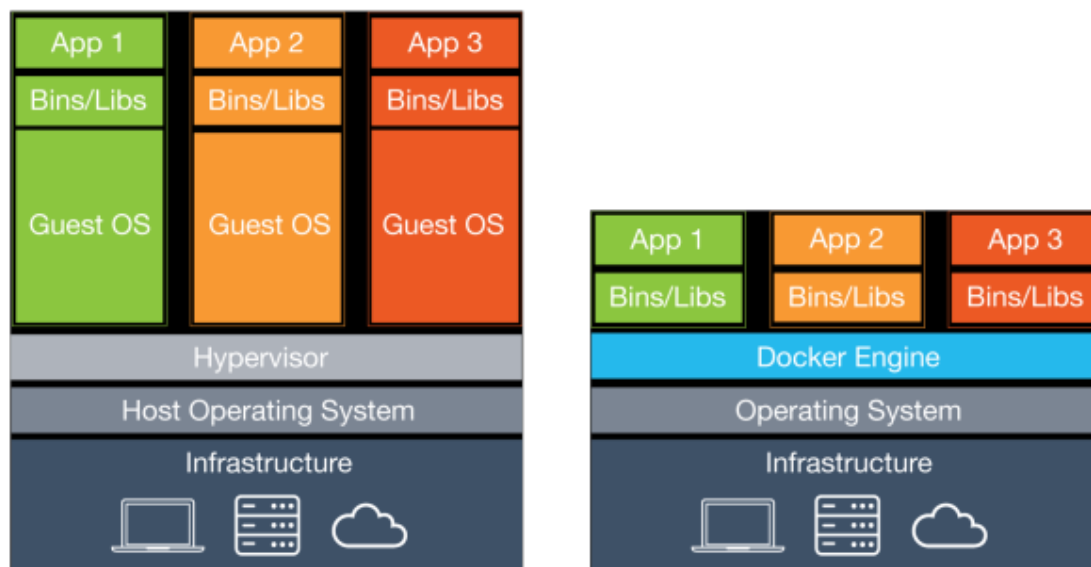 App 1
App 2
App 3
Bins/Libs
Bins/Libs
Bins/Libs
Guest OS
Guest OS
Guest OS
Hypervisor
Host Operating System
Infrastructure
App 1
App 2
App 3
Bins/Libs
Bins/Libs
Bins/Libs
Docker Engine
Operating System
Infrastructure